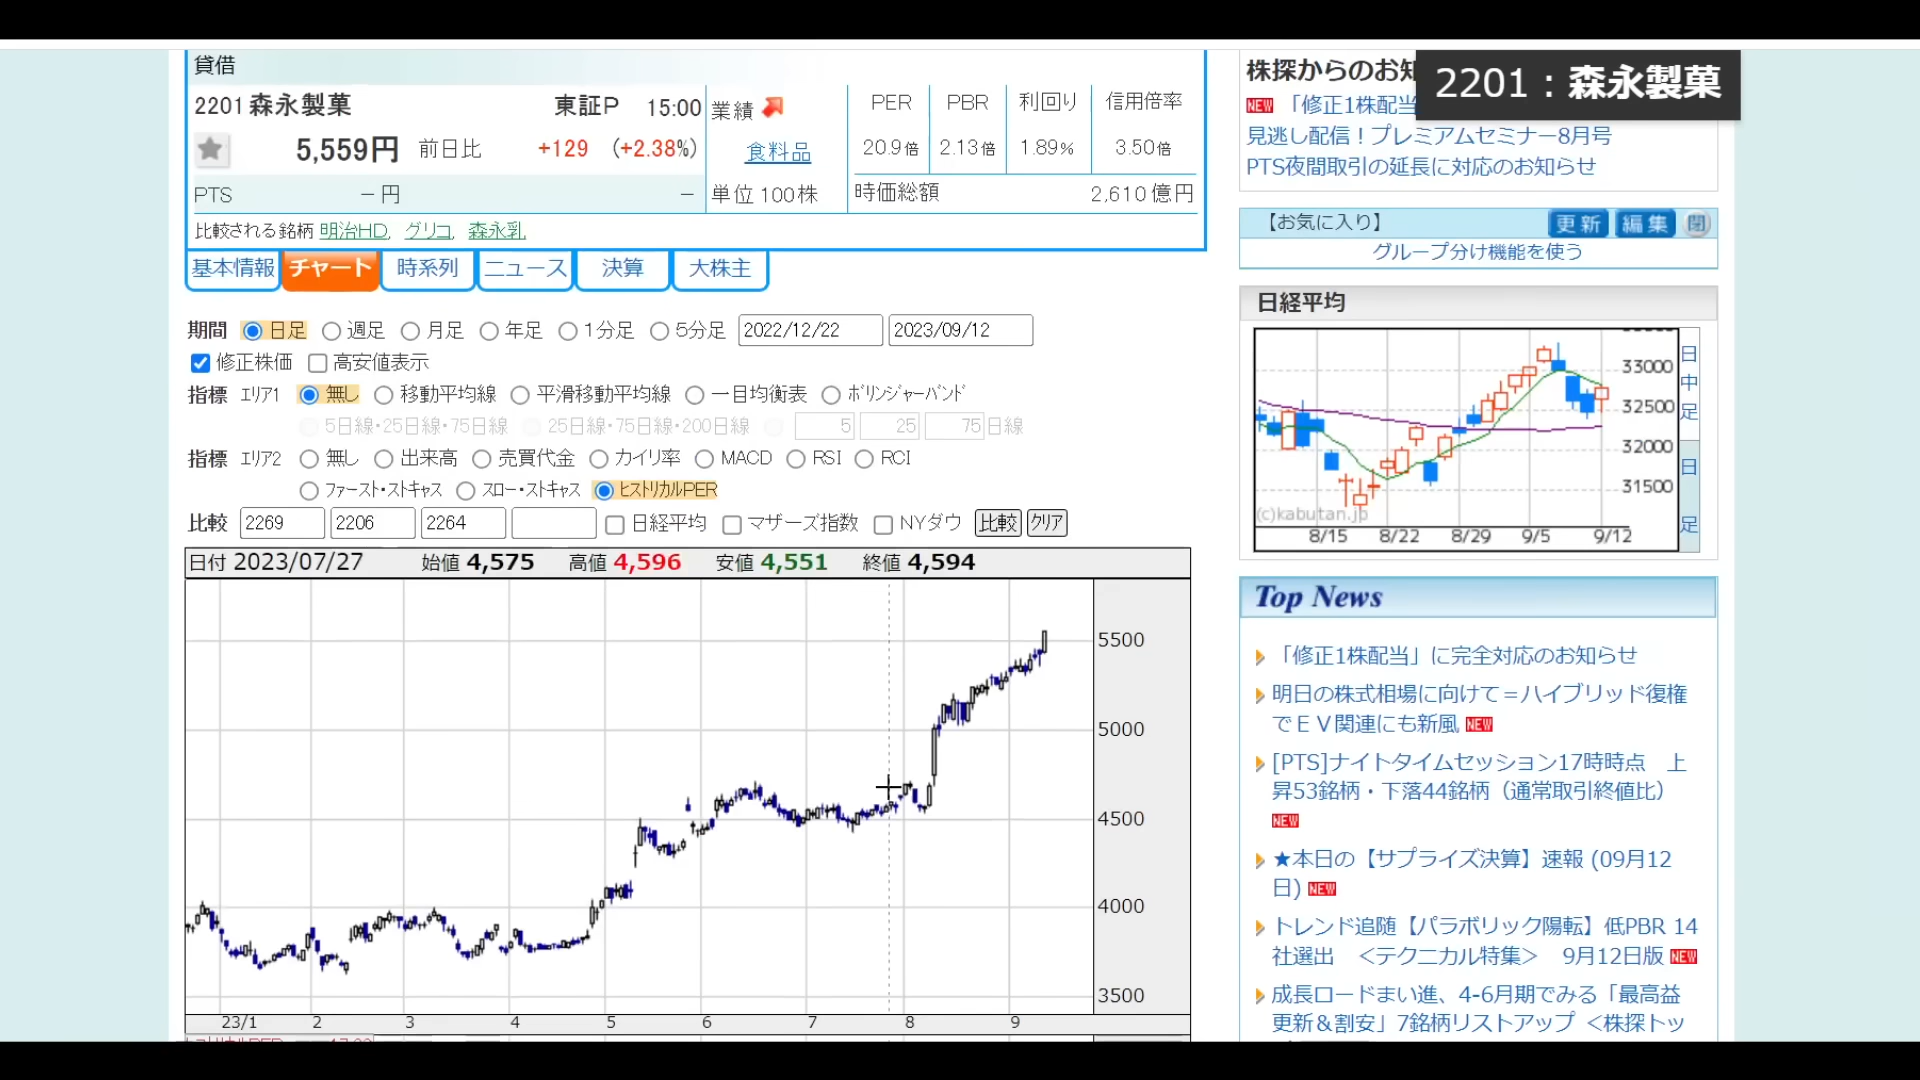 貸借
2201 森永製菓 東証P 15:00
5,559円 前日比 +129 (+2.38%)
PTS －円 －
業績
食料品
単位 100株
PER PBR 利回り 信用倍率
20.9倍 2.13倍 1.89% 3.50倍
時価総額 2,610億円
比較される銘柄 明治HD, グリコ, 森永乳
基本情報 チャート 時系列 ニュース 決算 大株主
期間 日足 週足 月足 年足 1分足 5分足 2022/12/22 2023/09/12
修正株価 高安値表示
指標 エリア1 無し 移動平均線 平滑移動平均線 一目均衡表 ボリンジャーバンド
5日線・25日線・75日線 25日線・75日線・200日線 5 25 75 日線
指標 エリア2 無し 出来高 売買代金 カイリ率 MACD RSI RCI
ファースト・ストキャス スロー・ストキャス ヒストリカルPER
比較 2269 2206 2264 日経平均 マザーズ指数 NYダウ 比較 クリア
日付 2023/07/27 始値 4,575 高値 4,596 安値 4,551 終値 4,594
5500
5000
4500
4000
3500
23/1 2 3 4 5 6 7 8 9
株探からのお知
2201：森永製菓
NEW 「修正1株配当
見逃し配信！プレミアムセミナー8月号
PTS夜間取引の延長に対応のお知らせ
【お気に入り】 更新 編集 閉
グループ分け機能を使う
日経平均
33000
32500
32000
31500
(c)kabutan.jp
8/15 8/22 8/29 9/5 9/12
日中足
日足
Top News
「修正1株配当」に完全対応のお知らせ
明日の株式相場に向けて＝ハイブリッド復権
でＥＶ関連にも新風 NEW
[PTS]ナイトタイムセッション17時時点　上
昇53銘柄・下落44銘柄（通常取引終値比）
NEW
★本日の【サプライズ決算】速報 (09月12
日) NEW
トレンド追随【パラボリック陽転】低PBR 14
社選出　＜テクニカル特集＞　9月12日版 NEW
成長ロードまい進、4-6月期でみる「最高益
更新＆割安」7銘柄リストアップ ＜株探トッ